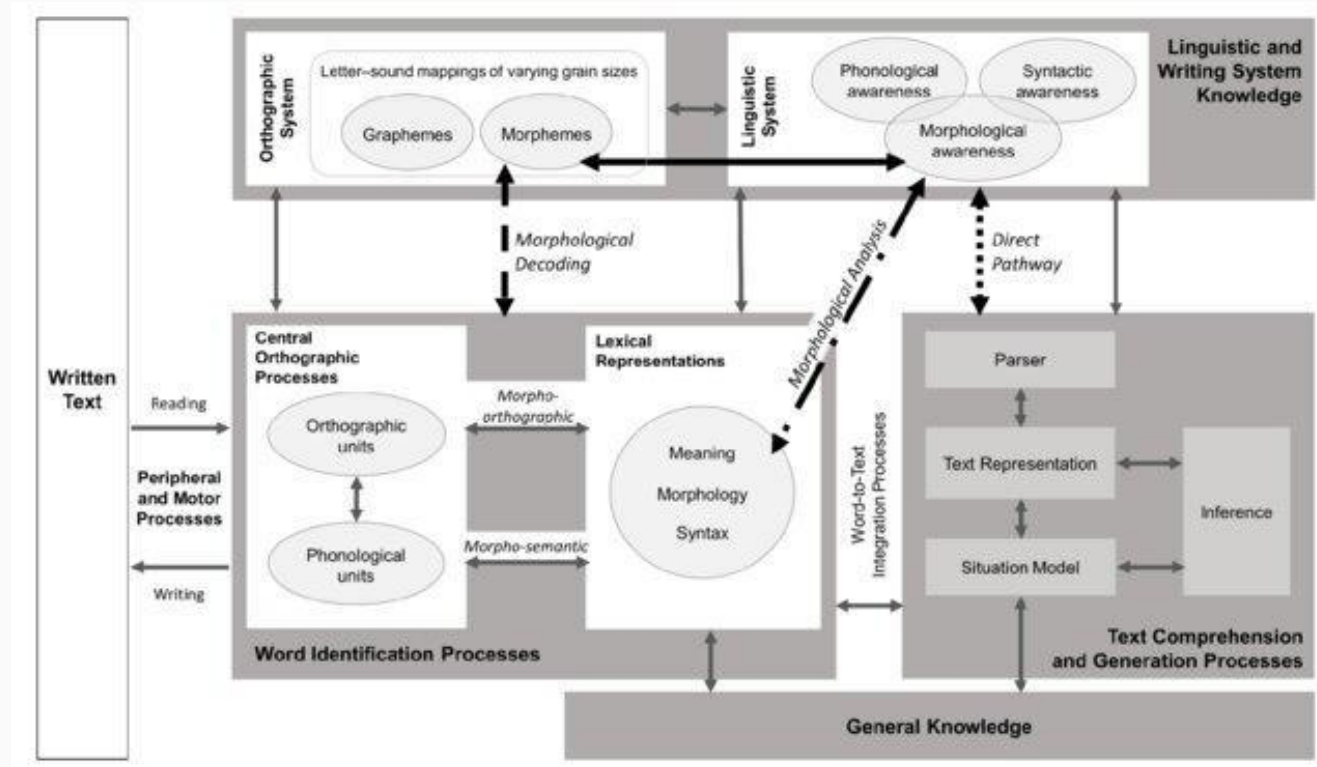 Written
Text
Reading
Peripheral
and Motor
Processes
Writing
Orthographic
System
Letter–sound mappings of varying grain sizes
Graphemes
Morphemes
Linguistic
System
Phonological
awareness
Syntactic
awareness
Morphological
awareness
Linguistic and
Writing System
Knowledge
Morphological
Decoding
Morphological Analysis
Direct
Pathway
Central
Orthographic
Processes
Orthographic
units
Phonological
units
Morpho-
orthographic
Morpho-semantic
Lexical
Representations
Meaning
Morphology
Syntax
Word Identification Processes
Word-to-Text
Integration Processes
Parser
Text Representation
Situation Model
Inference
Text Comprehension
and Generation Processes
General Knowledge